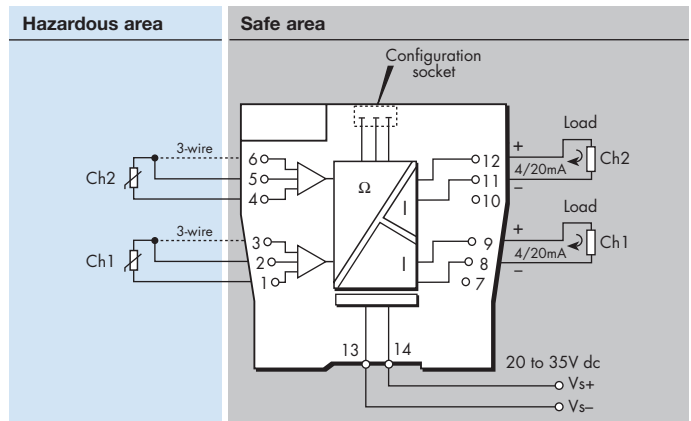 Hazardous area
Safe area
Configuration
socket
Load
3-wire
6
5
4
Ch2
Ω
I
12
11
10
+
4/20mA
–
Ch2
Load
3-wire
3
2
1
Ch1
I
9
8
7
+
4/20mA
–
Ch1
13
14
20 to 35V dc
Vs+
Vs–